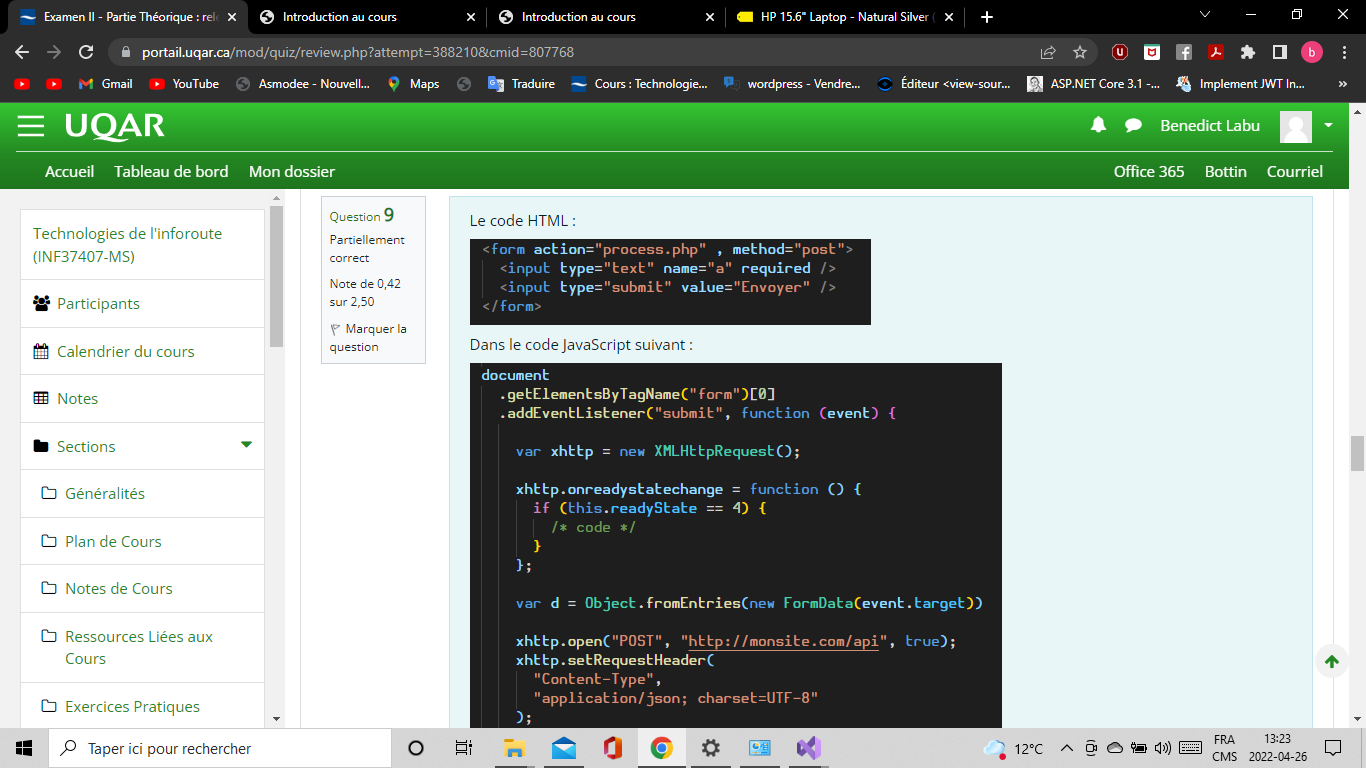 Examen II - Partie Théorique : rele
Introduction au cours
Introduction au cours
HP 15.6" Laptop - Natural Silver (
portail.uqar.ca/mod/quiz/review.php?attempt=388210&cmid=807768
b
Gmail
YouTube
Asmodee - Nouvell...
Maps
Traduire
Cours : Technologie...
wordpress - Vendre...
Éditeur <view-sour...
ASP.NET Core 3.1 -...
Implement JWT In...
»
UQAR
Benedict Labu
Accueil
Tableau de bord
Mon dossier
Office 365
Bottin
Courriel
Technologies de l'inforoute
(INF37407-MS)
Participants
Calendrier du cours
Notes
Sections
Généralités
Plan de Cours
Notes de Cours
Ressources Liées aux
Cours
Exercices Pratiques
Question 9
Partiellement
correct
Note de 0,42
sur 2,50
Marquer la
question
Le code HTML :
<form action="process.php" , method="post">
<input type="text" name="a" required />
<input type="submit" value="Envoyer" />
</form>
Dans le code JavaScript suivant :
document
.getElementsByTagName("form")[0]
.addEventListener("submit", function (event) {
var xhttp = new XMLHttpRequest();
xhttp.onreadystatechange = function () {
if (this.readyState == 4) {
/* code */
}
};
var d = Object.fromEntries(new FormData(event.target))
xhttp.open("POST", "http://monsite.com/api", true);
xhttp.setRequestHeader(
"Content-Type",
"application/json; charset=UTF-8"
);
Taper ici pour rechercher
12°C
FRA
CMS
13:23
2022-04-26